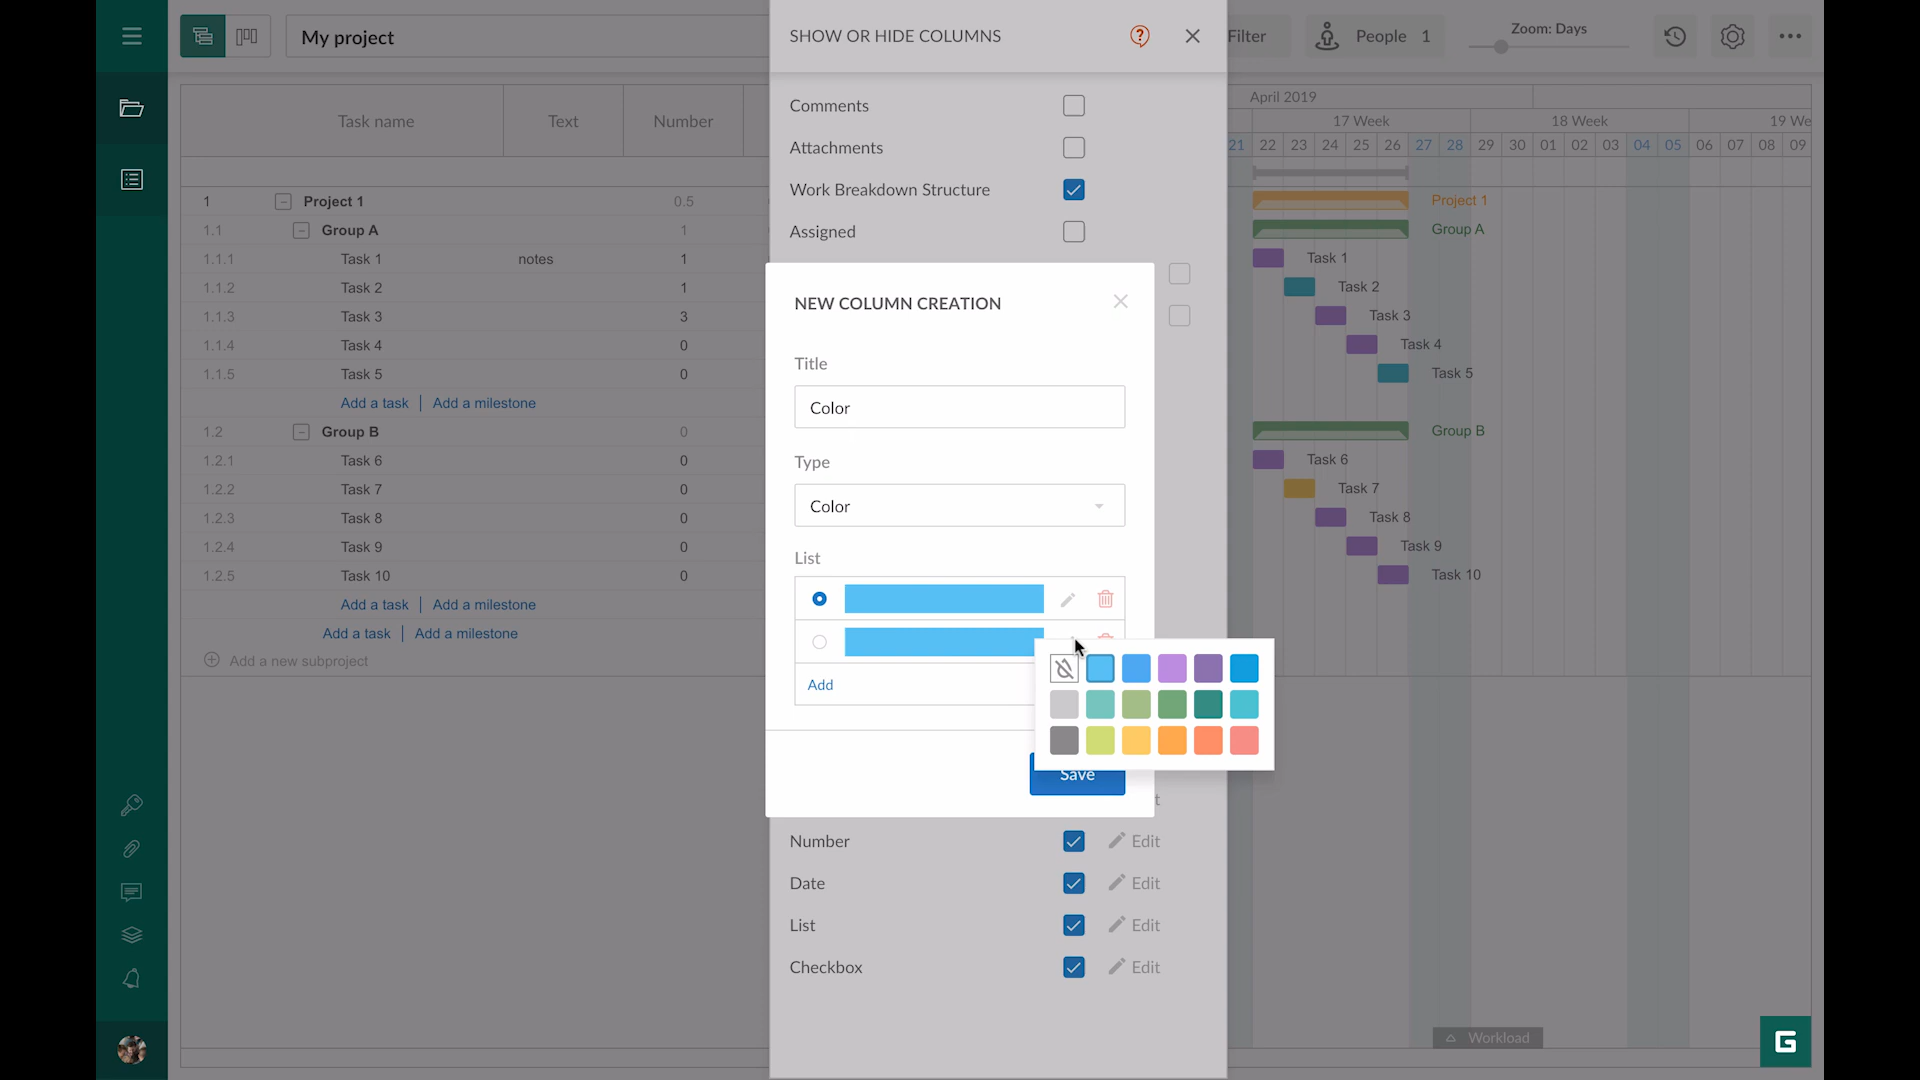 My project
SHOW OR HIDE COLUMNS
?
Filter
People 1
Zoom: Days
Task name
Text
Number
Comments
Attachments
Work Breakdown Structure
Assigned
April 2019
17 Week
18 Week
19 We
21 22 23 24 25 26 27 28 29 30 01 02 03 04 05 06 07 08 09
1 Project 1 0.5
1.1 Group A 1
1.1.1 Task 1 notes 1
1.1.2 Task 2 1
1.1.3 Task 3 3
1.1.4 Task 4 0
1.1.5 Task 5 0
Add a task | Add a milestone
1.2 Group B 0
1.2.1 Task 6 0
1.2.2 Task 7 0
1.2.3 Task 8 0
1.2.4 Task 9 0
1.2.5 Task 10 0
Add a task | Add a milestone
Add a task | Add a milestone
Add a new subproject
NEW COLUMN CREATION
Title
Color
Type
Color
List
Add
Save
t
Number Edit
Date Edit
List Edit
Checkbox Edit
Project 1
Group A
Task 1
Task 2
Task 3
Task 4
Task 5
Group B
Task 6
Task 7
Task 8
Task 9
Task 10
Workload
G